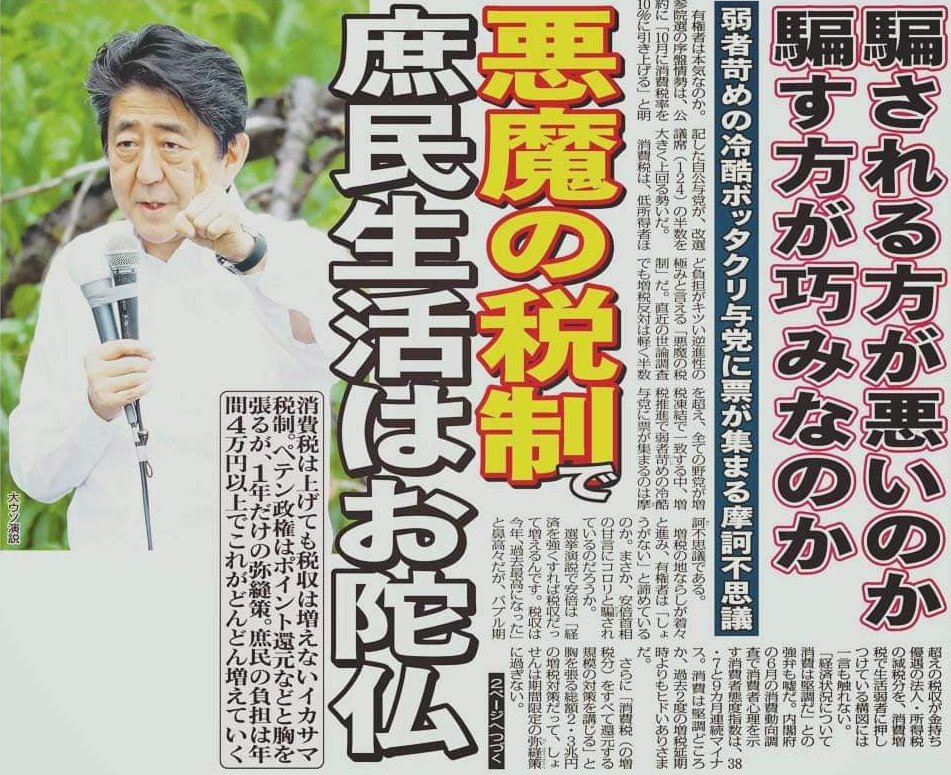 騙される方が悪いのか
騙す方が巧みなのか
弱者苛めの冷酷ボッタクリ与党に票が集まる摩訶不思議
悪魔の税制で
庶民生活はお陀仏
有権者は本気なのか。
参院選の序盤情勢は、公
約に「10月に消費税率を
10%に引き上げる」と明
記した自公与党が、改選
議席（124）の半数を
大きく上回る勢いだ。
消費税は、低所得者ほ
ど負担がキツい逆進性の
極みと言える「悪魔の税
制」だ。直近の世論調査
でも増税反対は軽く半数
を超え、全ての野党が増
税凍結で一致する中、増
税推進で弱者苛めの冷酷
与党に票が集まるのは摩
訶不思議である。
増税の地ならしが着々
と進み、有権者は「しょ
うがない」と諦めている
のか。まさか、安倍首相
の甘言にコロリと騙され
ているのだろうか。
選挙演説で安倍は「経
済を強くすれば税収だっ
て増えるんです。税収は
今年、過去最高になった」
と鼻高々だが、バブル期
超えの税収が金持ち
優遇の法人・所得税
の減税分を、消費増
税で生活弱者に押し
つけている構図には
一言も触れない。
「経済状況について
消費は堅調だ」との
強弁も嘘だ。内閣府
の6月の消費動向調
査で消費者心理を示
す消費者態度指数は、38
・7と9カ月連続マイナ
ス。消費は堅調どころ
か、過去2度の増税延期
時よりもヒドいありさま
だ。
さらに「消費税（の増
税分）をすべて還元する
規模の対策を講じる」と
胸を張る総額2・3兆円
の増税対策だって、しょ
せんは期間限定の弥縫策
に過ぎない。
2ページへつづく
消費税は上げても税収は増えないイカサマ
税制。ペテン政権はポイント還元などと胸を
張るが、1年だけの弥縫策。庶民の負担は年
間4万円以上でこれがどんどん増えていく
大ウソ演説